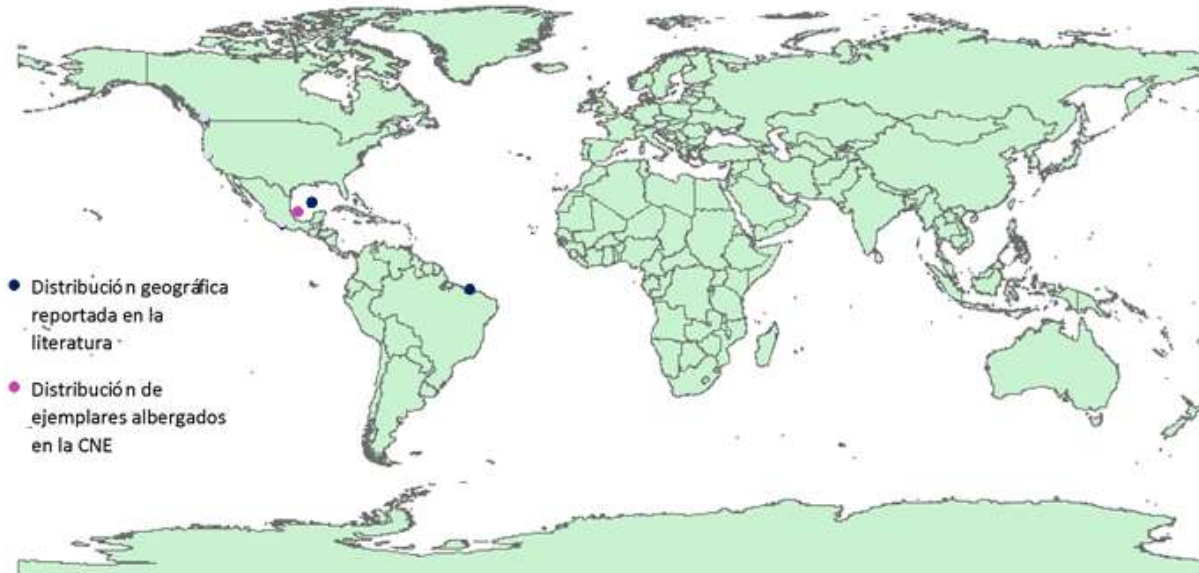 Distribución geográfica
reportada en la
literatura
Distribución de
ejemplares albergados
en la CNE